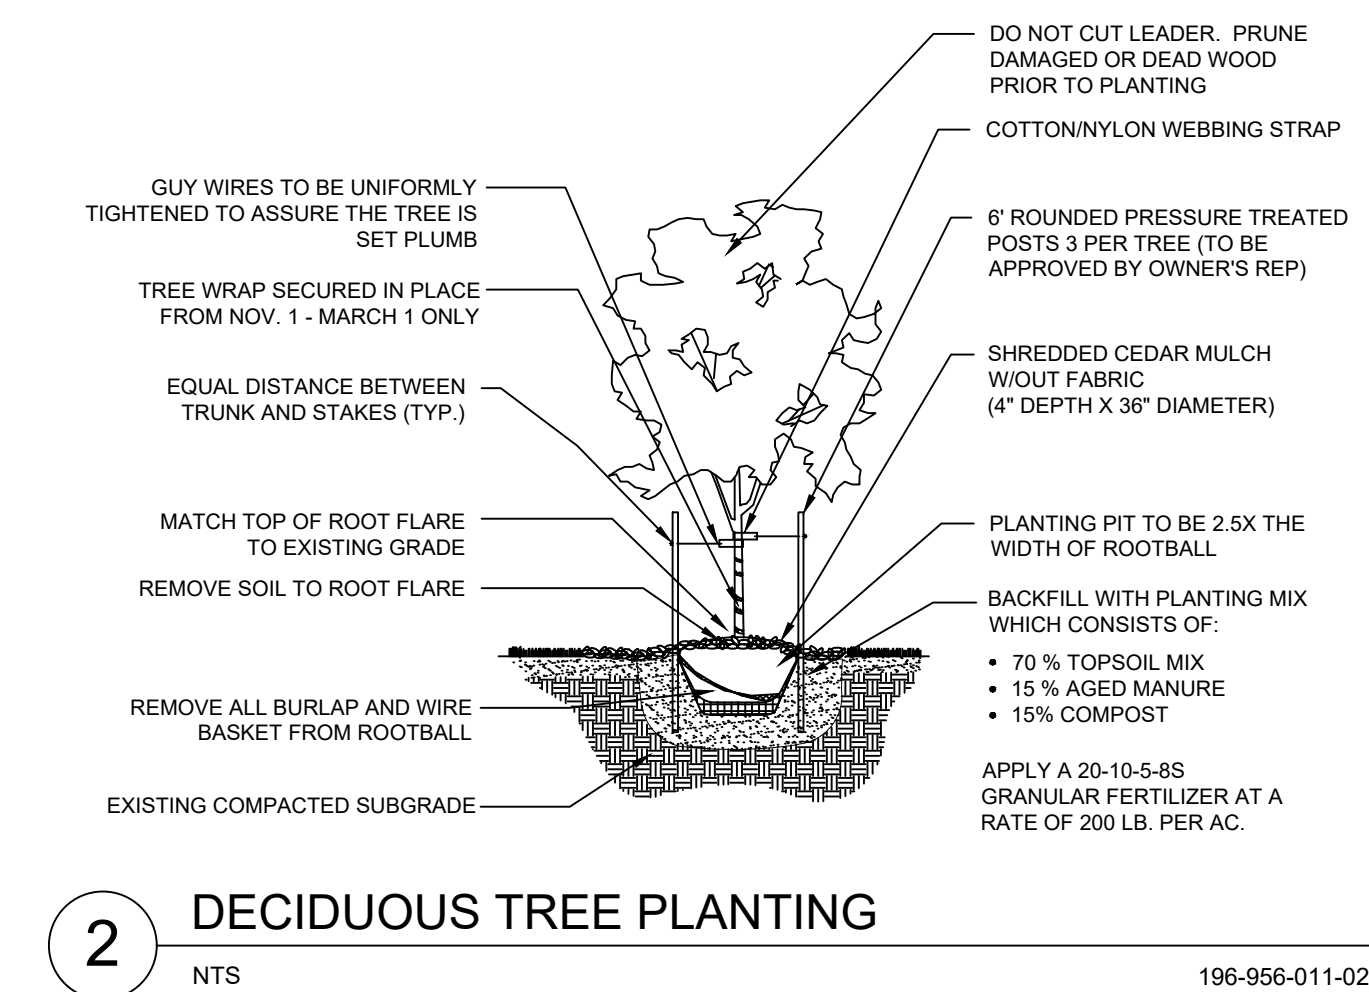 DO NOT CUT LEADER.  PRUNE
DAMAGED OR DEAD WOOD
PRIOR TO PLANTING
COTTON/NYLON WEBBING STRAP
GUY WIRES TO BE UNIFORMLY
TIGHTENED TO ASSURE THE TREE IS
SET PLUMB
6' ROUNDED PRESSURE TREATED
POSTS 3 PER TREE (TO BE
APPROVED BY OWNER'S REP)
TREE WRAP SECURED IN PLACE
FROM NOV. 1 - MARCH 1 ONLY
SHREDDED CEDAR MULCH
W/OUT FABRIC
(4" DEPTH X 36" DIAMETER)
EQUAL DISTANCE BETWEEN
TRUNK AND STAKES (TYP.)
MATCH TOP OF ROOT FLARE
TO EXISTING GRADE
PLANTING PIT TO BE 2.5X THE
WIDTH OF ROOTBALL
REMOVE SOIL TO ROOT FLARE
BACKFILL WITH PLANTING MIX
WHICH CONSISTS OF:
• 70 % TOPSOIL MIX
• 15 % AGED MANURE
• 15% COMPOST
REMOVE ALL BURLAP AND WIRE
BASKET FROM ROOTBALL
EXISTING COMPACTED SUBGRADE
APPLY A 20-10-5-8S
GRANULAR FERTILIZER AT A
RATE OF 200 LB. PER AC.
2
DECIDUOUS TREE PLANTING
NTS
196-956-011-02